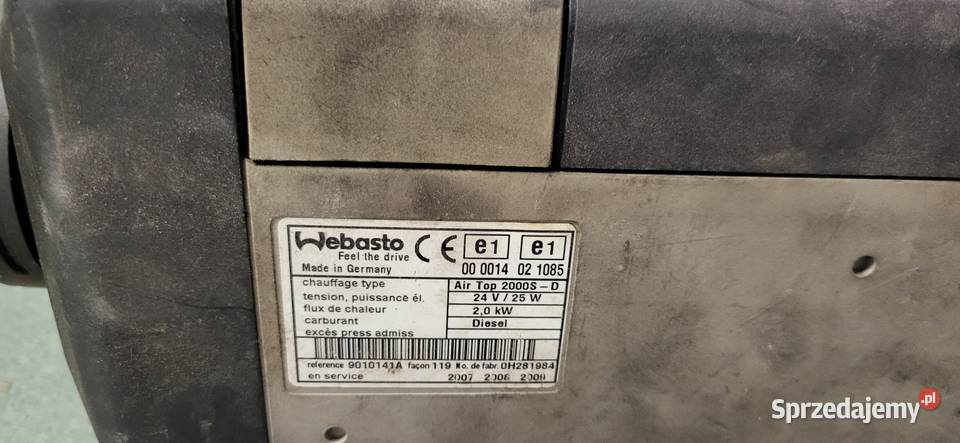 Webasto
Feel the drive
Made in Germany
CE e1 e1
00 0014 02 1085
chauffage type Air Top 2000S-D
tension, puissance él. 24 V / 25 W
flux de chaleur 2,0 kW
carburant Diesel
excès press admiss
reference 9010141A façon 119 No. de fabr. 0H281984
en service 2007 2008 2009
Sprzedajemy.pl